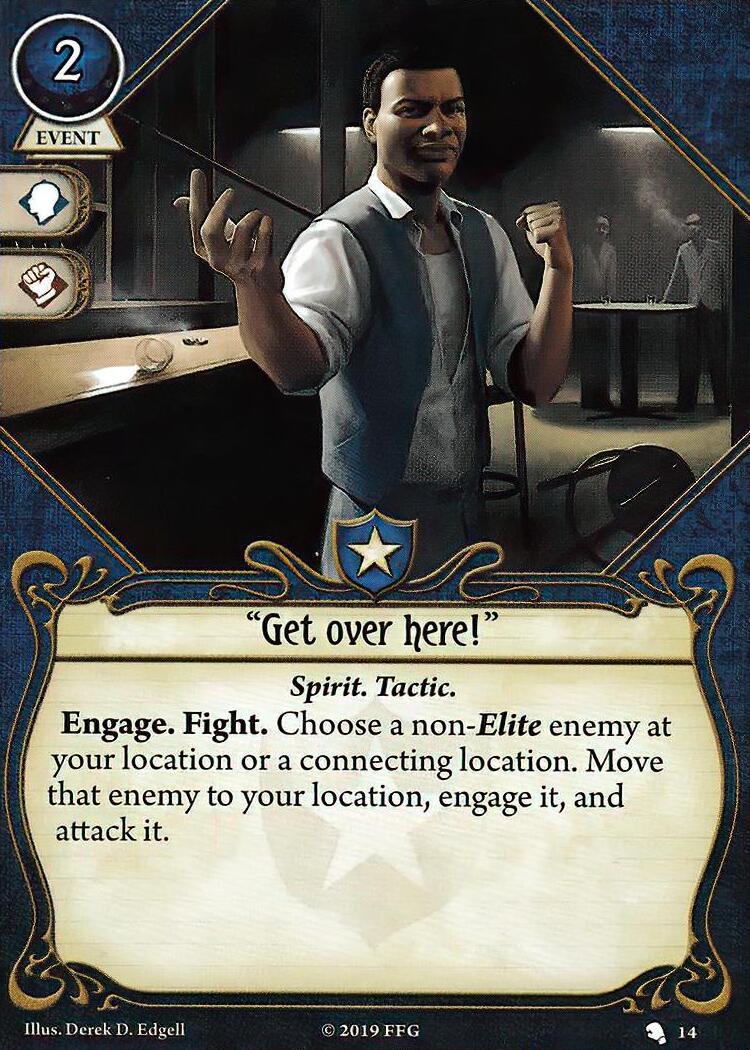 2
EVENT
“Get over here!”
Spirit. Tactic.
Engage. Fight. Choose a non-Elite enemy at
your location or a connecting location. Move
that enemy to your location, engage it, and
attack it.
Illus. Derek D. Edgell
© 2019 FFG
14